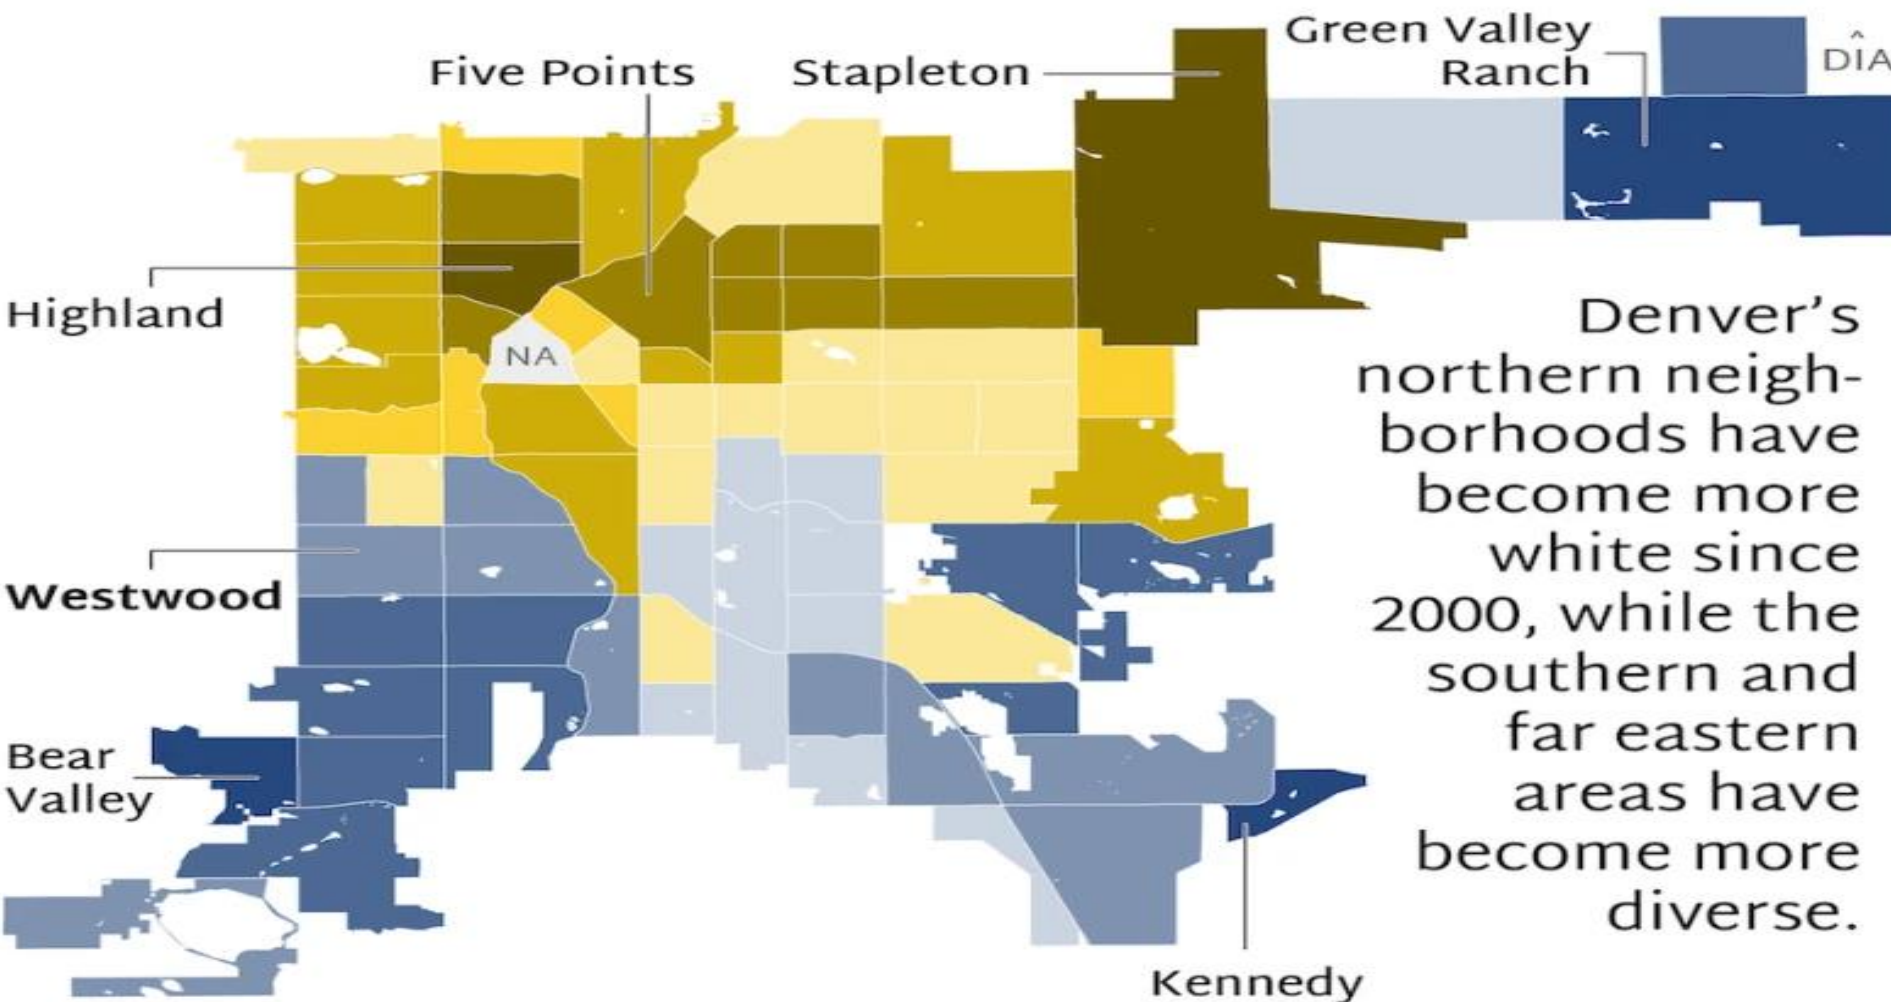 Green Valley
Ranch
^
DIA
Five Points
Stapleton
Highland
NA
Westwood
Bear
Valley
Kennedy
Denver’s
northern neigh-
borhoods have
become more
white since
2000, while the
southern and
far eastern
areas have
become more
diverse.